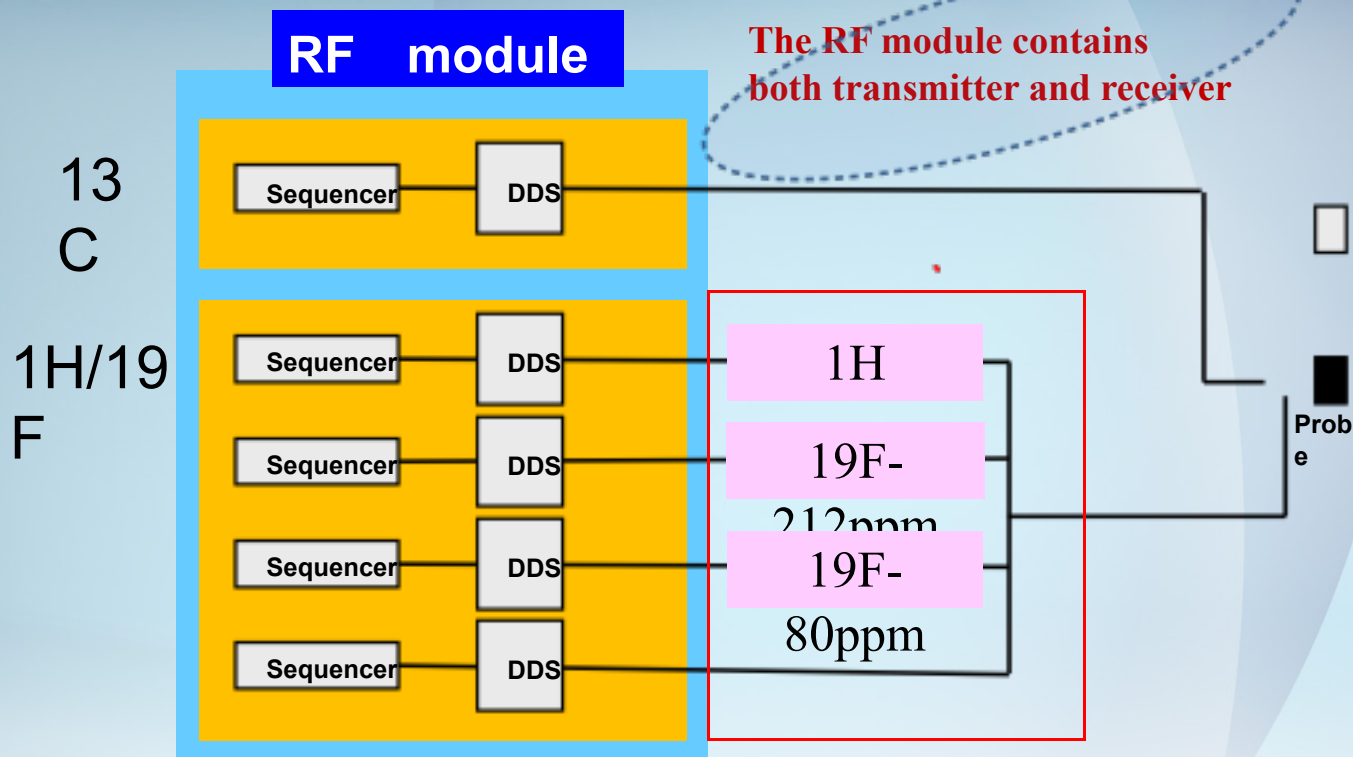 RF module
The RF module contains
both transmitter and receiver
13
C
Sequencer
DDS
1H/19
F
Sequencer
DDS
1H
Sequencer
DDS
19F-
212ppm
Sequencer
DDS
19F-
80ppm
Sequencer
DDS
Prob
e